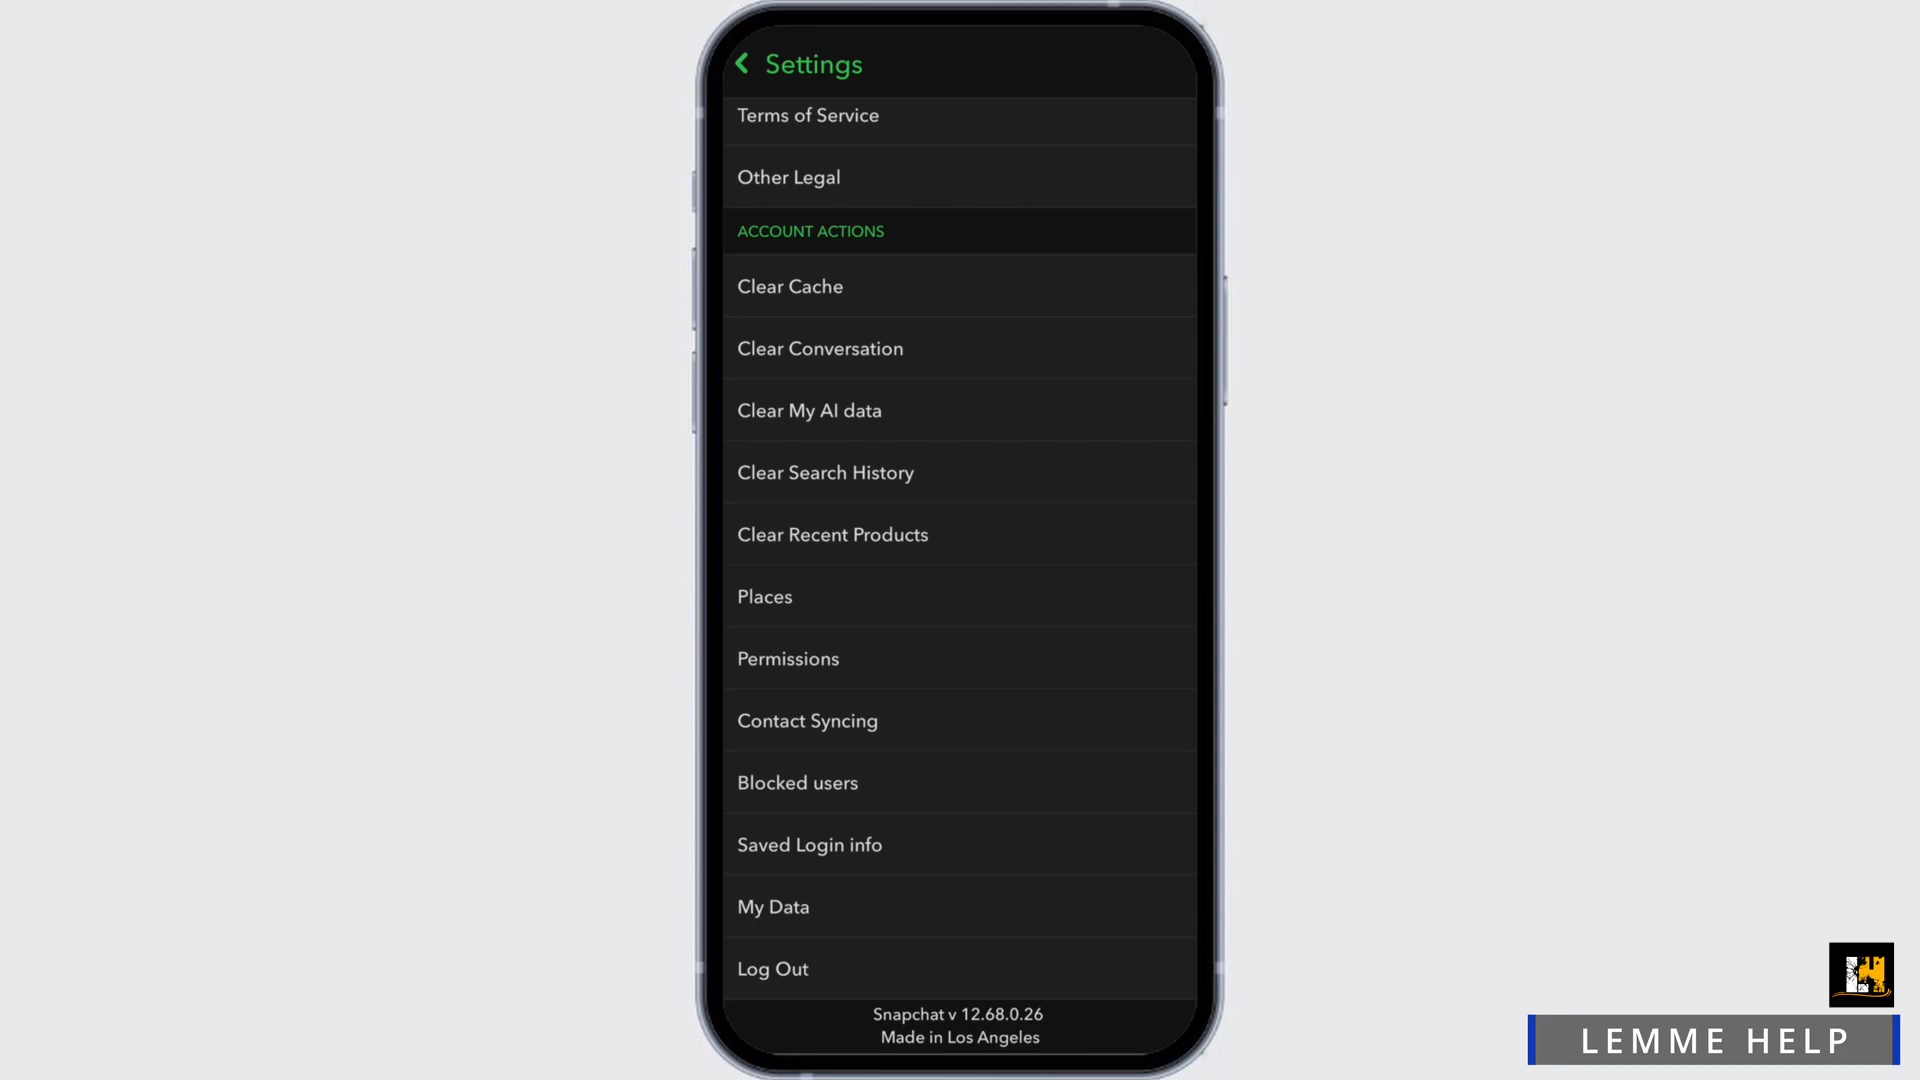 Settings
Terms of Service
Other Legal
ACCOUNT ACTIONS
Clear Cache
Clear Conversation
Clear My AI data
Clear Search History
Clear Recent Products
Places
Permissions
Contact Syncing
Blocked users
Saved Login info
My Data
Log Out
Snapchat v 12.68.0.26
Made in Los Angeles
LEMME HELP